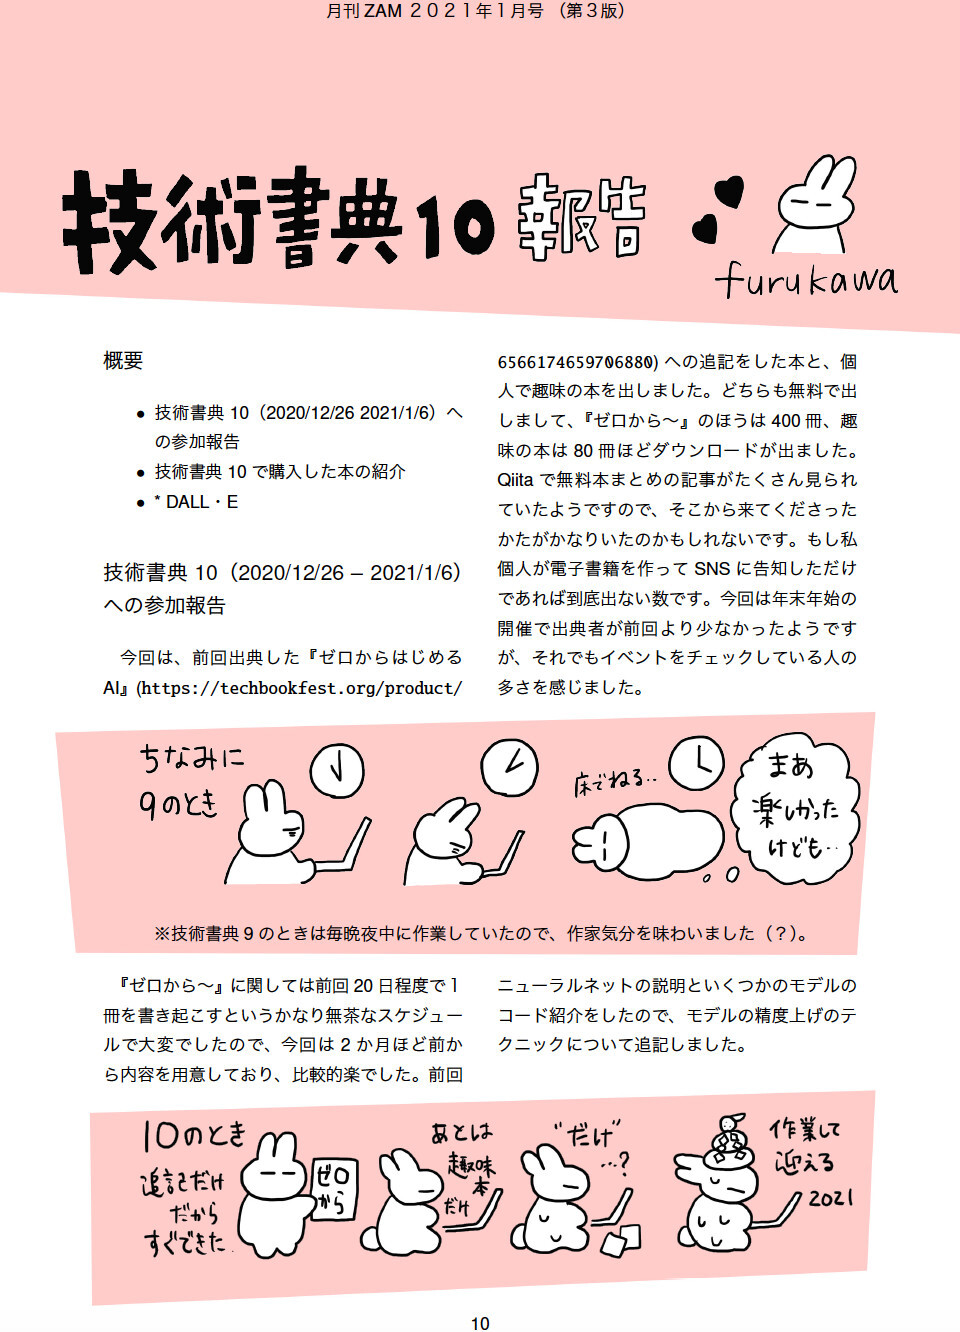 月刊 ZAM ２０２１年１月号 （第３版）
技術書典10 報告
furukawa
概要
● 技術書典 10（2020/12/26 2021/1/6）へ
の参加報告
● 技術書典 10 で購入した本の紹介
● * DALL・E
技術書典 10（2020/12/26 – 2021/1/6）
への参加報告
今回は、前回出典した『ゼロからはじめる
AI』(https://techbookfest.org/product/
6566174659706880) への追記をした本と、個
人で趣味の本を出しました。どちらも無料で出
しまして、『ゼロから〜』のほうは 400 冊、趣
味の本は 80 冊ほどダウンロードが出ました。
Qiita で無料本まとめの記事がたくさん見られ
ていたようですので、そこから来てくださった
かたがかなりいたのかもしれないです。もし私
個人が電子書籍を作って SNS に告知しただけ
であれば到底出ない数です。今回は年末年始の
開催で出典者が前回より少なかったようです
が、それでもイベントをチェックしている人の
多さを感じました。
ちなみに
9のとき
床でねる..
まあ
楽しかった
けども..
※技術書典 9 のときは毎晩夜中に作業していたので、作家気分を味わいました（？）。
『ゼロから〜』に関しては前回 20 日程度で１
冊を書き起こすというかなり無茶なスケジュー
ルで大変でしたので、今回は 2 か月ほど前か
ら内容を用意しており、比較的楽でした。前回
ニューラルネットの説明といくつかのモデルの
コード紹介をしたので、モデルの精度上げのテ
クニックについて追記しました。
10のとき
追記だけ
だから
すぐできた.
ゼロ
から
あとは
趣味
本
だけ
"だけ"
...?
作業して
迎える
2021
10